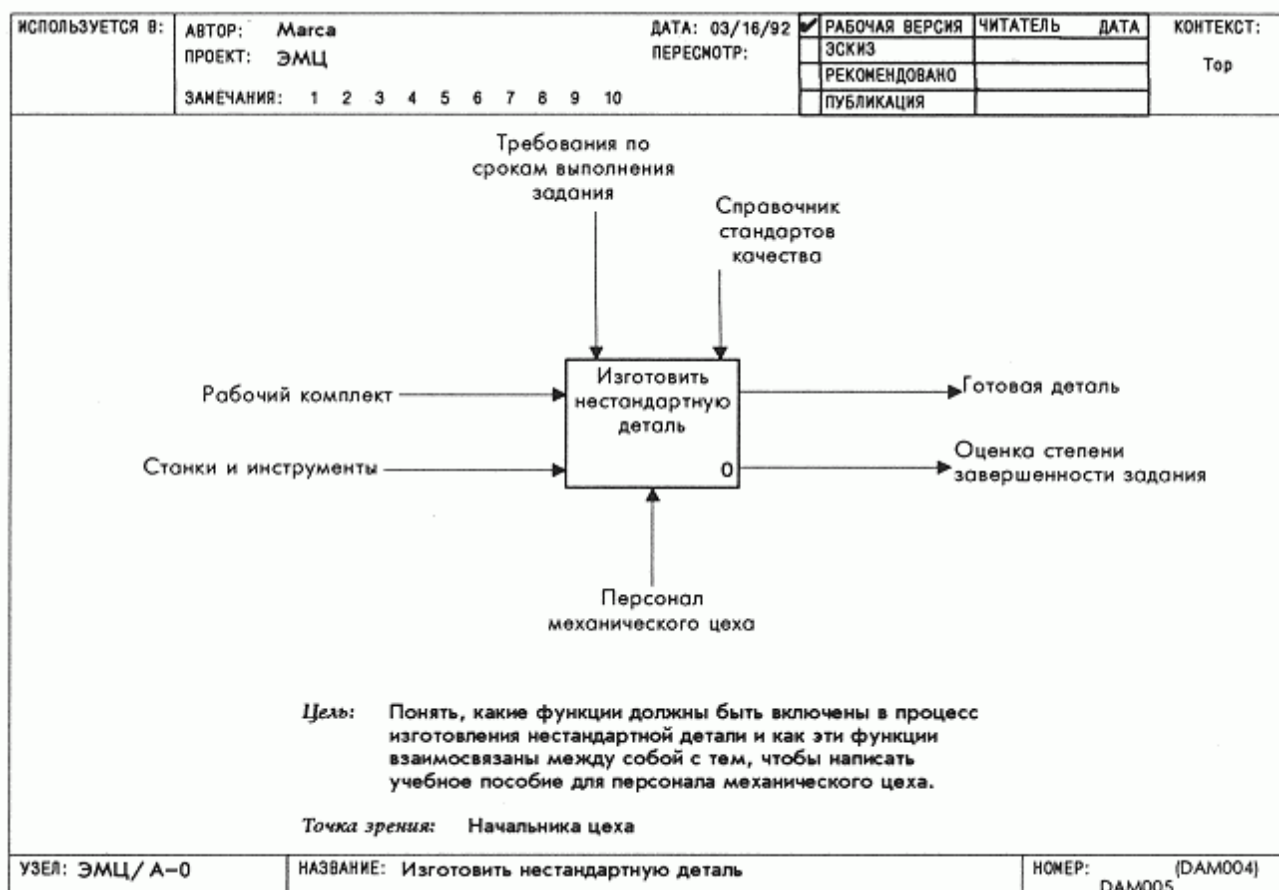 ИСПОЛЬЗУЕТСЯ В:
АВТОР: Marca
ДАТА: 03/16/92
ПРОЕКТ: ЭМЦ
ПЕРЕСМОТР:
ЗАМЕЧАНИЯ: 1 2 3 4 5 6 7 8 9 10
РАБОЧАЯ ВЕРСИЯ
ЭСКИЗ
РЕКОМЕНДОВАНО
ПУБЛИКАЦИЯ
ЧИТАТЕЛЬ ДАТА
КОНТЕКСТ:
Top
Требования по
срокам выполнения
задания
Справочник
стандартов
качества
Рабочий комплект
Станки и инструменты
Изготовить
нестандартную
деталь
0
Готовая деталь
Оценка степени
завершенности задания
Персонал
механического цеха
Цель: Понять, какие функции должны быть включены в процесс
изготовления нестандартной детали и как эти функции
взаимосвязаны между собой с тем, чтобы написать
учебное пособие для персонала механического цеха.
Точка зрения: Начальника цеха
УЗЕЛ: ЭМЦ/ А-0
НАЗВАНИЕ: Изготовить нестандартную деталь
НОМЕР: (DAM004)
DAM005